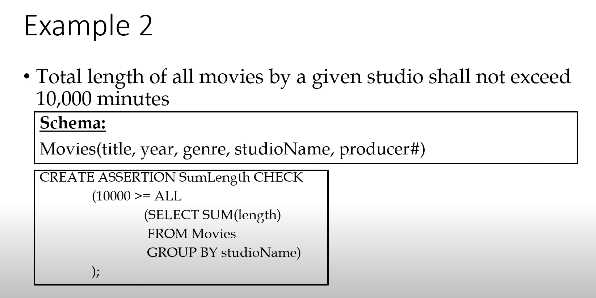 Example 2
• Total length of all movies by a given studio shall not exceed
10,000 minutes
Schema:
Movies(title, year, genre, studioName, producer#)
CREATE ASSERTION SumLength CHECK
(10000 >= ALL
(SELECT SUM(length)
FROM Movies
GROUP BY studioName)
);